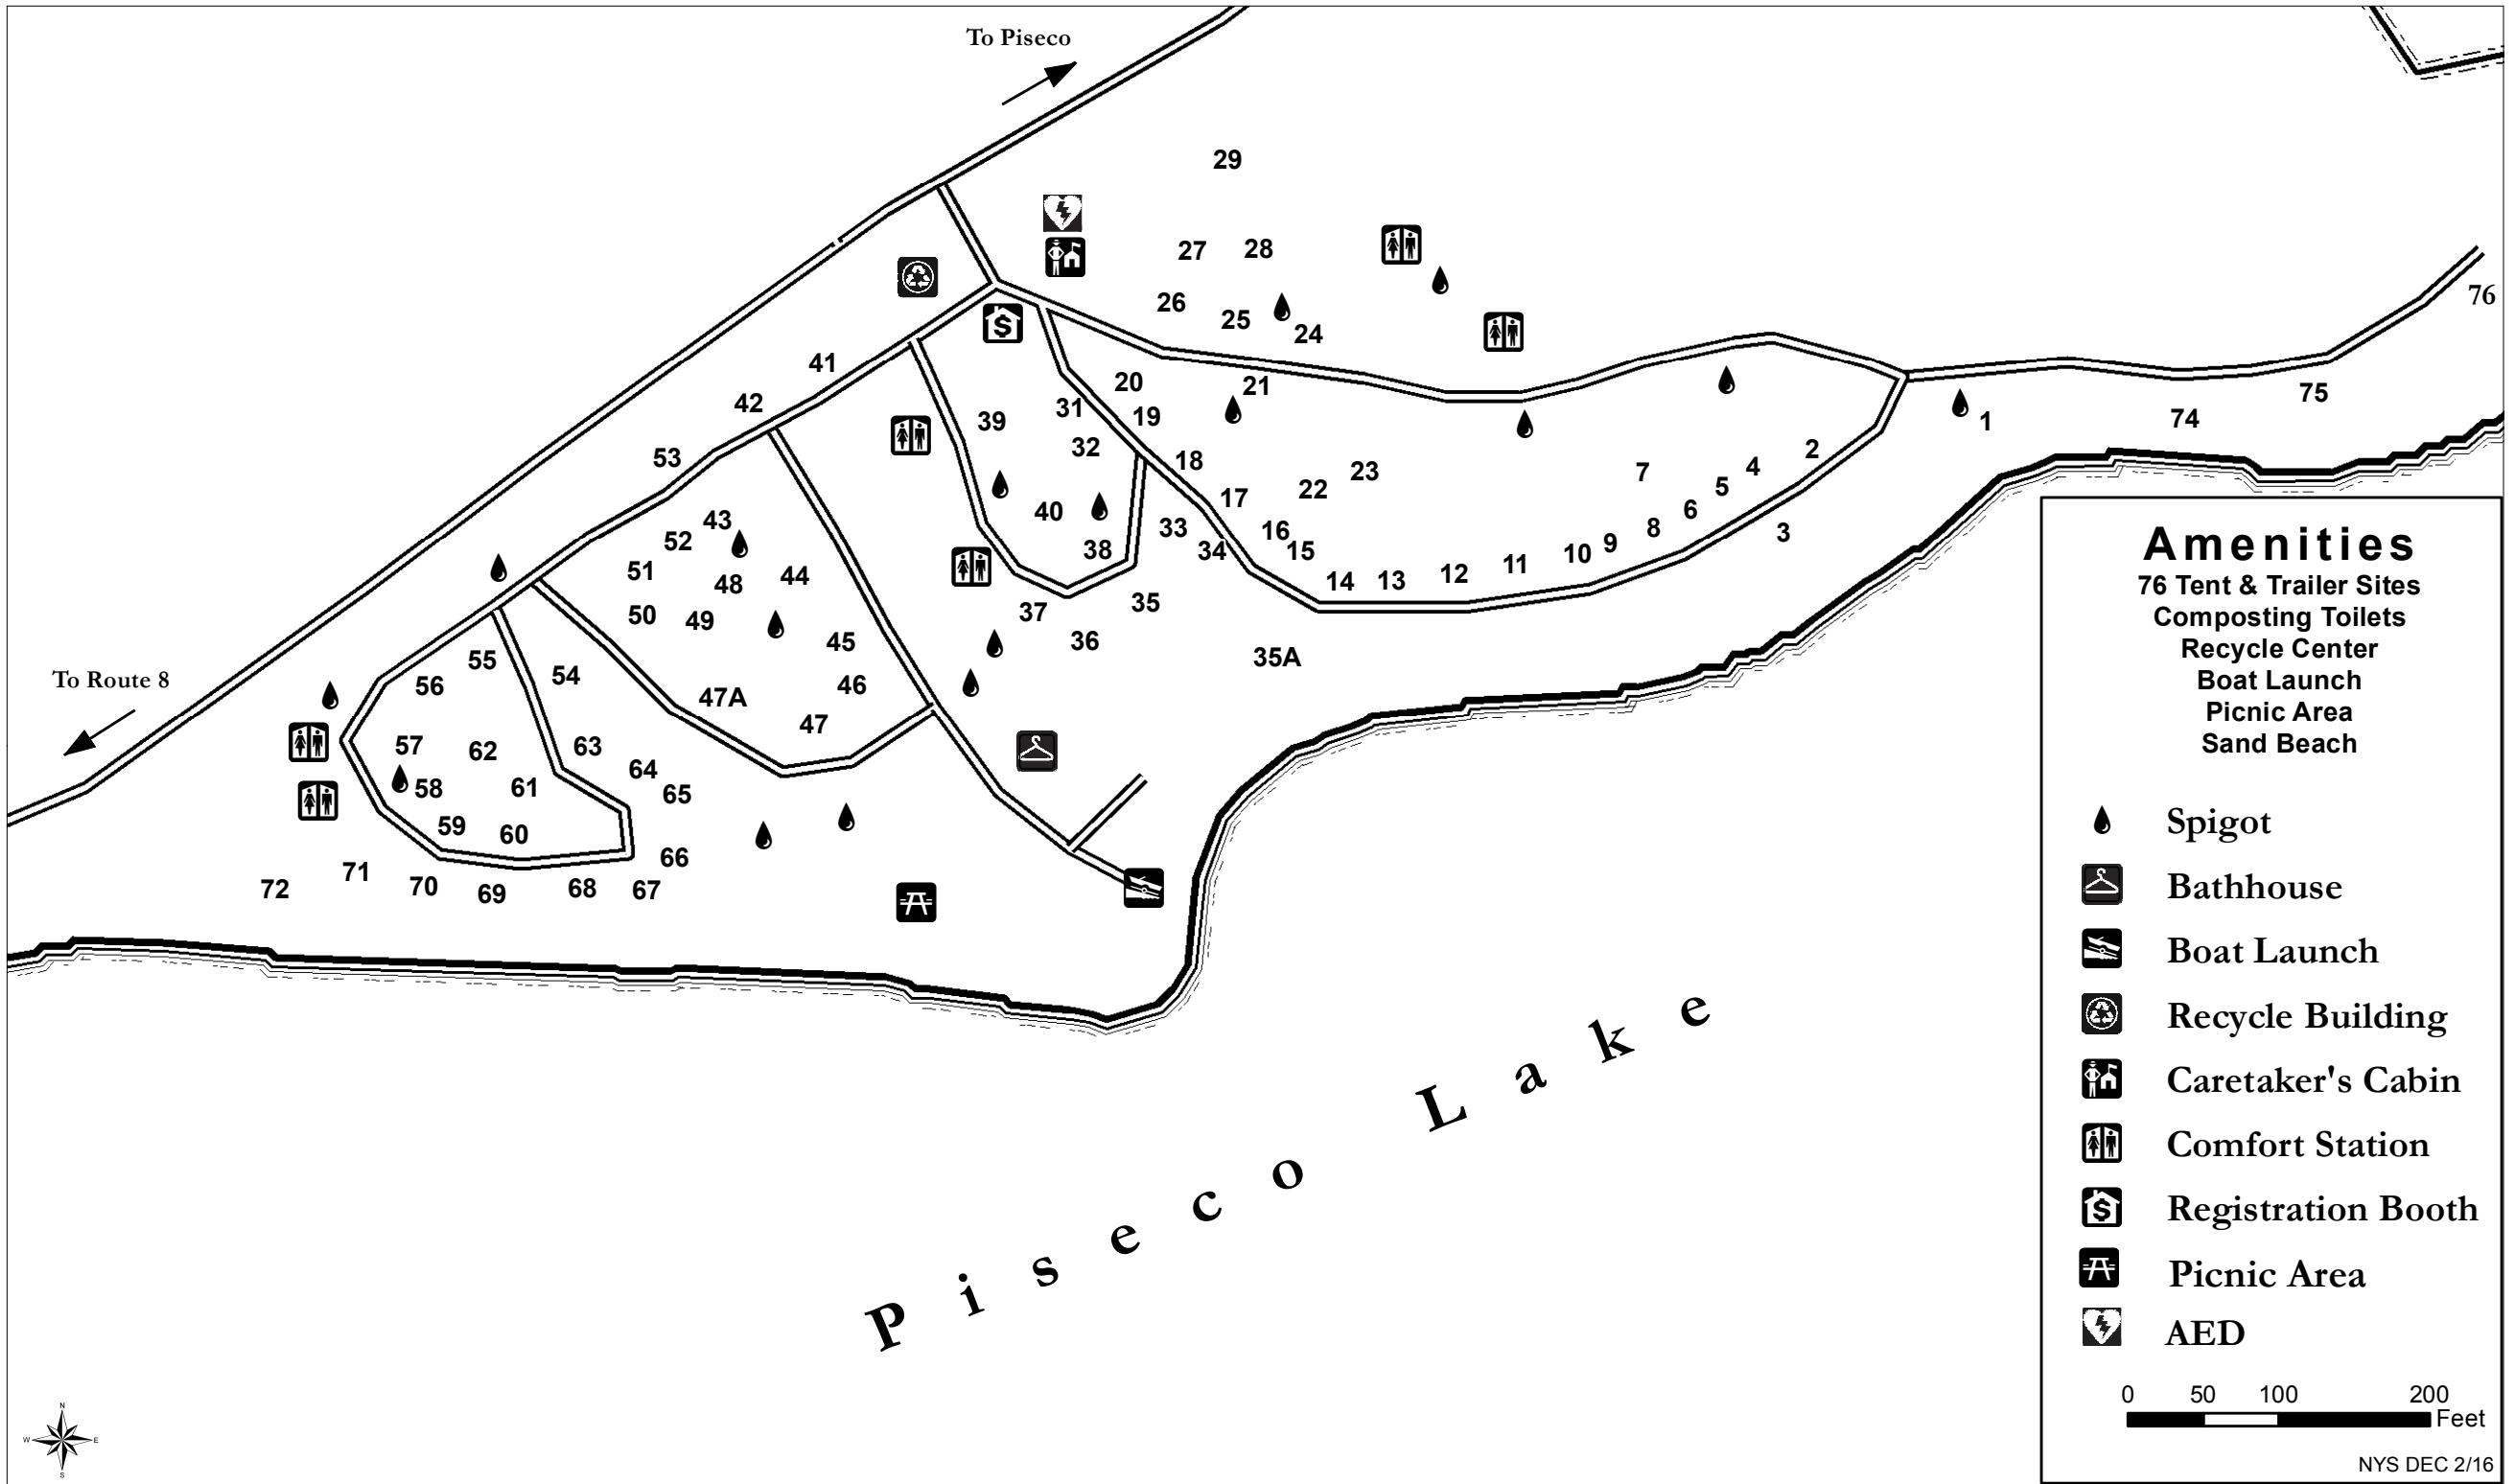 To Piseco
29
27
28
26
25
24
76
41
20
21
75
42
39
31
19
1
74
53
32
18
2
23
7
4
22
5
17
40
6
43
33
16
8
3
52
38
34
15
9
10
51
48
44
14
13
12
11
50
49
37
35
45
36
55
54
35A
To Route 8
56
46
47A
47
57
62
63
64
58
61
65
59
60
66
71
72
70
69
68
67
Piseco Lake
Amenities
76 Tent & Trailer Sites
Composting Toilets
Recycle Center
Boat Launch
Picnic Area
Sand Beach
Spigot
Bathhouse
Boat Launch
Recycle Building
Caretaker's Cabin
Comfort Station
$
Registration Booth
Picnic Area
AED
0 50 100 200
Feet
NYS DEC 2/16
N
W E
S